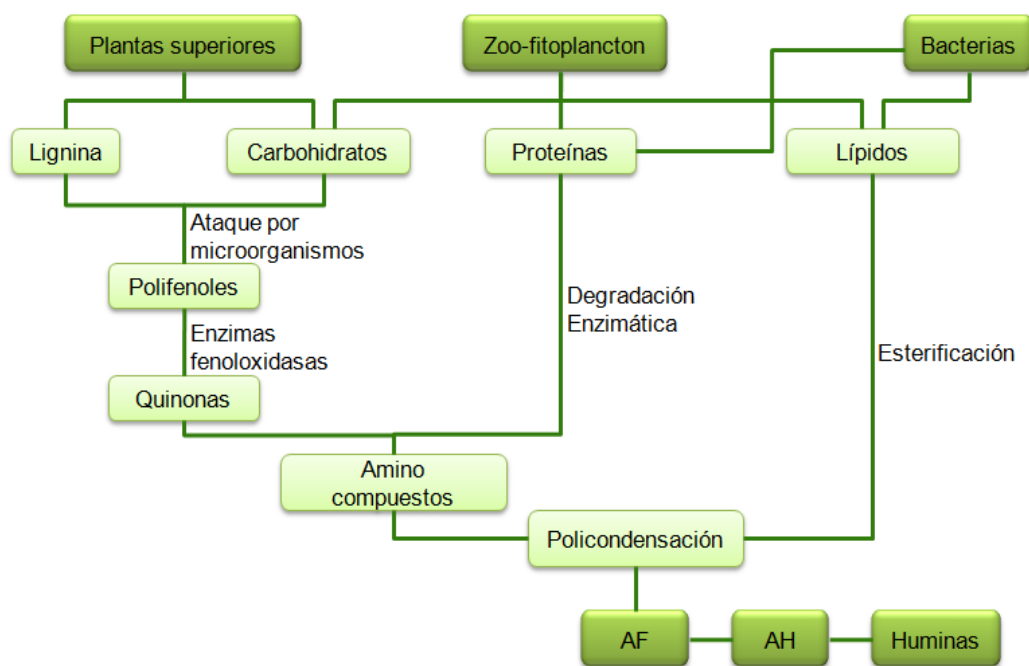 Plantas superiores
Zoo-fitoplancton
Bacterias
Lignina
Carbohidratos
Proteínas
Lípidos
Ataque por
microorganismos
Polifenoles
Degradación
Enzimática
Enzimas
fenoloxidasas
Esterificación
Quinonas
Amino
compuestos
Policondensación
AF
AH
Huminas